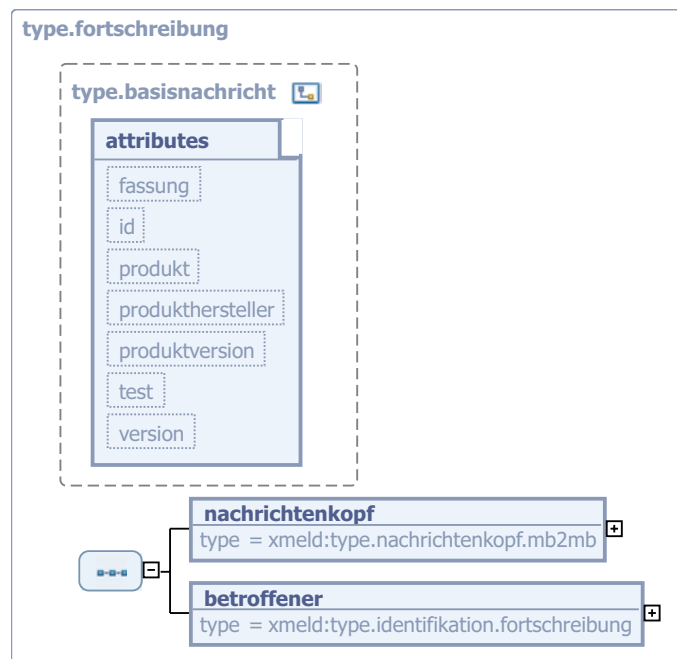 type.fortschreibung
type.basisnachricht
attributes
fassung
id
produkt
produkthersteller
produktversion
test
version
nachrichtenkopf
type = xmeld:type.nachrichtenkopf.mb2mb
betroffener
type = xmeld:type.identifikation.fortschreibung